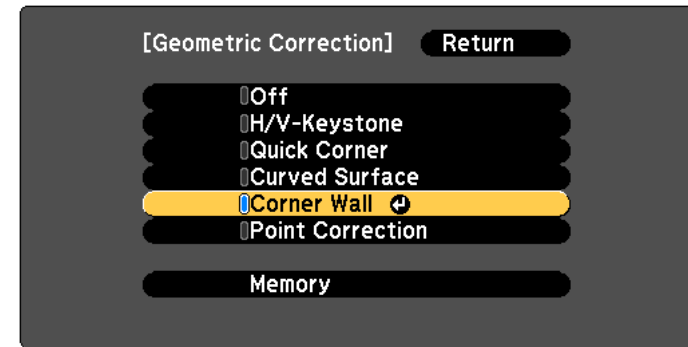 [Geometric Correction] Return
Off
H/V-Keystone
Quick Corner
Curved Surface
Corner Wall
Point Correction
Memory